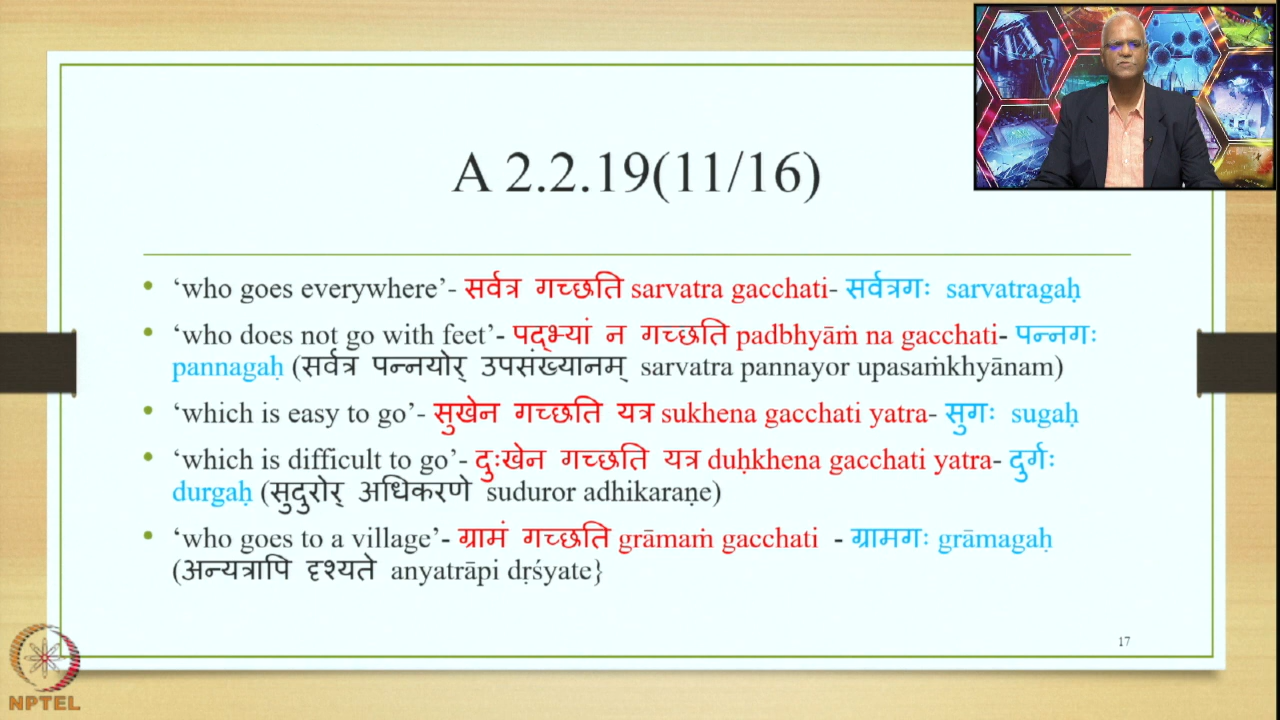 A 2.2.19(11/16)
• ‘who goes everywhere’- सर्वत्र गच्छति sarvatra gacchati- सर्वत्रगः sarvatragaḥ
• ‘who does not go with feet’- पद्भ्यां न गच्छति padbhyāṁ na gacchati- पन्नगः
pannagaḥ (सर्वत्र पन्नयोर् उपसंख्यानम् sarvatra pannayor upasaṁkhyānam)
• ‘which is easy to go’- सुखेन गच्छति यत्र sukhena gacchati yatra- सुगः sugaḥ
• ‘which is difficult to go’- दुःखेन गच्छति यत्र duḥkhena gacchati yatra- दुर्गः
durgaḥ (सुदुरोर् अधिकरणे suduror adhikaraṇe)
• ‘who goes to a village’- ग्रामं गच्छति grāmaṁ gacchati - ग्रामगः grāmagaḥ
(अन्यत्रापि दृश्यते anyatrāpi dṛśyate}
17
NPTEL